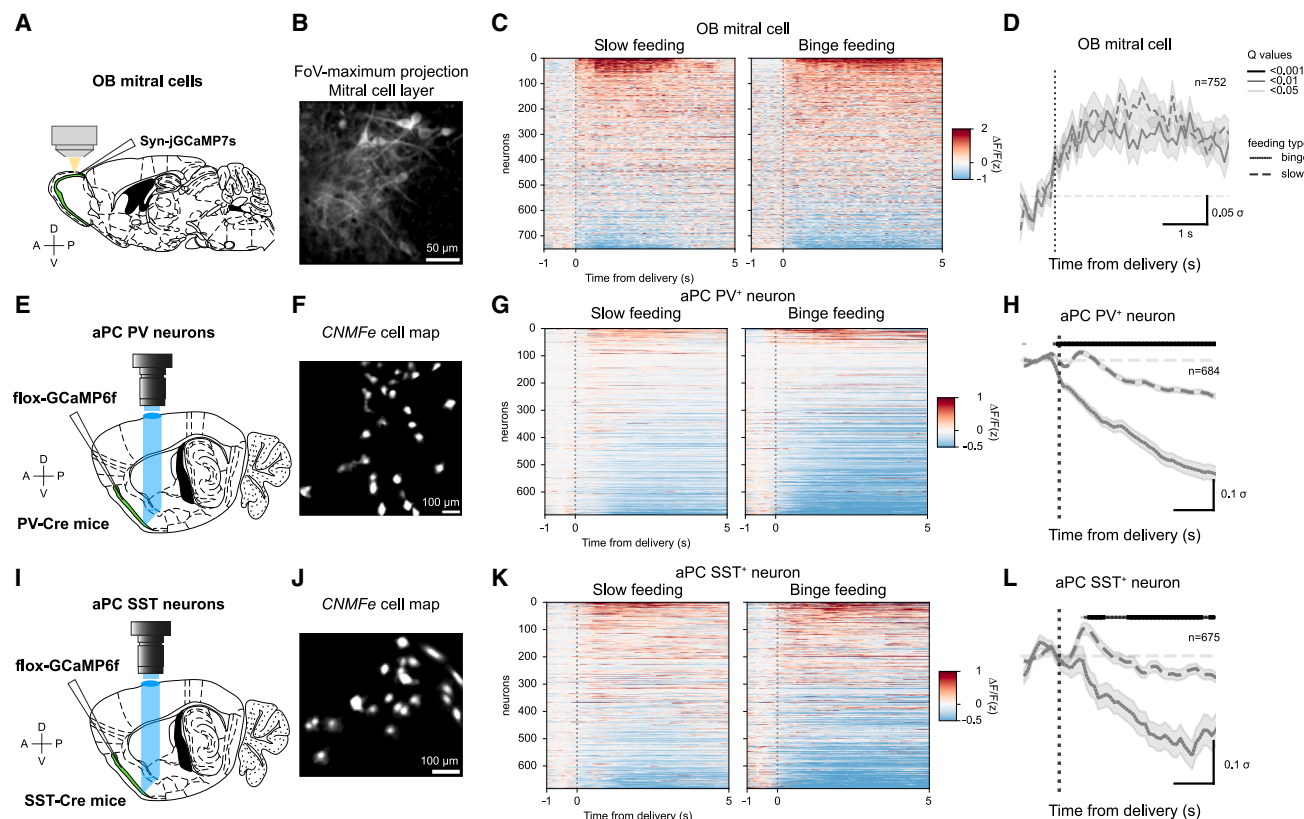 A
OB mitral cells
Syn-jGCaMP7s
D
A
P
V
B
FoV-maximum projection
Mitral cell layer
50 µm
C
OB mitral cell
Slow feeding
Binge feeding
neurons
0
100
200
300
400
500
600
700
−1
0
5
−1
0
5
Time from delivery (s)
2
0
−1
ΔF/F(z)
D
OB mitral cell
n=752
Q values
<0.001
<0.01
<0.05
feeding type
binge
slow
0.05 σ
1 s
Time from delivery (s)
E
aPC PV neurons
flox-GCaMP6f
D
A
P
V
PV-Cre mice
F
CNMFe cell map
100 µm
G
aPC PV⁺ neuron
Slow feeding
Binge feeding
neurons
0
100
200
300
400
500
600
−1
0
5
−1
0
5
Time from delivery (s)
1
0
−0.5
ΔF/F(z)
H
aPC PV⁺ neuron
n=684
0.1 σ
Time from delivery (s)
I
aPC SST neurons
flox-GCaMP6f
D
A
P
V
SST-Cre mice
J
CNMFe cell map
100 µm
K
aPC SST⁺ neuron
Slow feeding
Binge feeding
neurons
0
100
200
300
400
500
600
−1
0
5
−1
0
5
Time from delivery (s)
1
0
−0.5
ΔF/F(z)
L
aPC SST⁺ neuron
n=675
0.1 σ
Time from delivery (s)